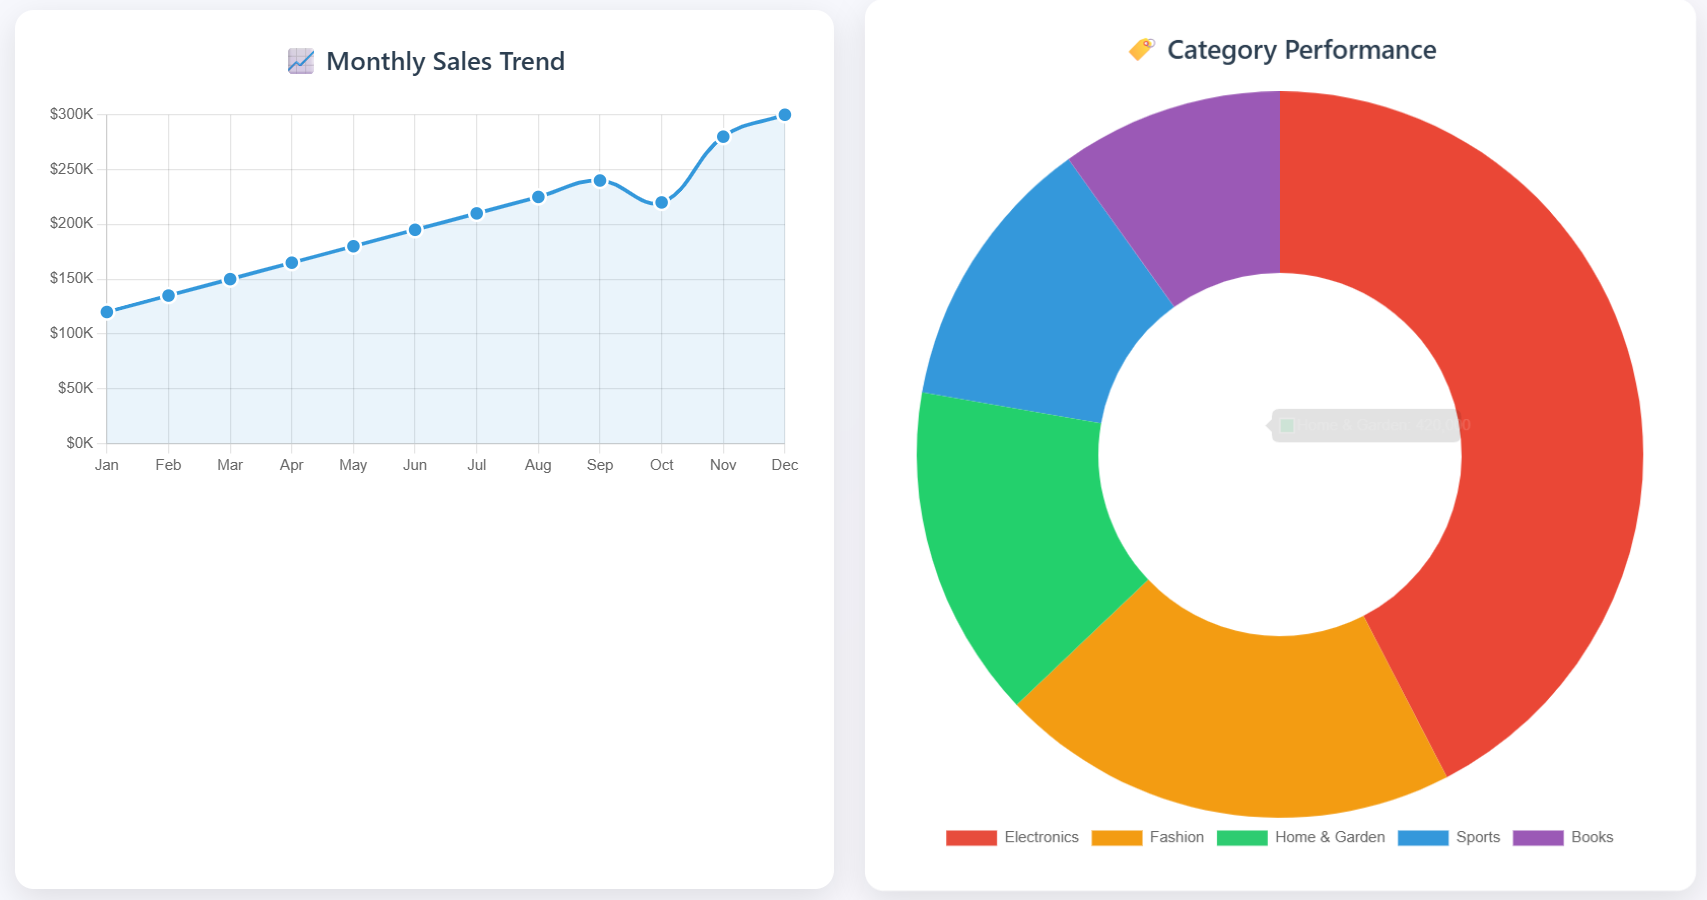 Monthly Sales Trend
$300K
$250K
$200K
$150K
$100K
$50K
$0K
Jan Feb Mar Apr May Jun Jul Aug Sep Oct Nov Dec
Category Performance
Home & Garden:
Electronics Fashion Home & Garden Sports Books